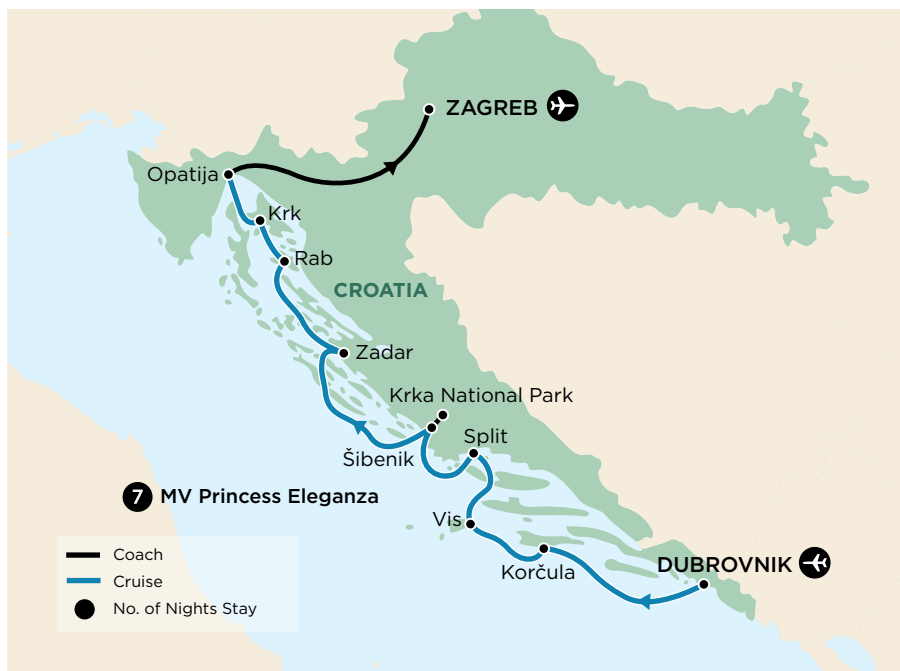 ZAGREB
Opatija
Krk
Rab
CROATIA
Zadar
Krka National Park
Split
Šibenik
7 MV Princess Eleganza
Vis
Coach
Korčula
DUBROVNIK
Cruise
No. of Nights Stay